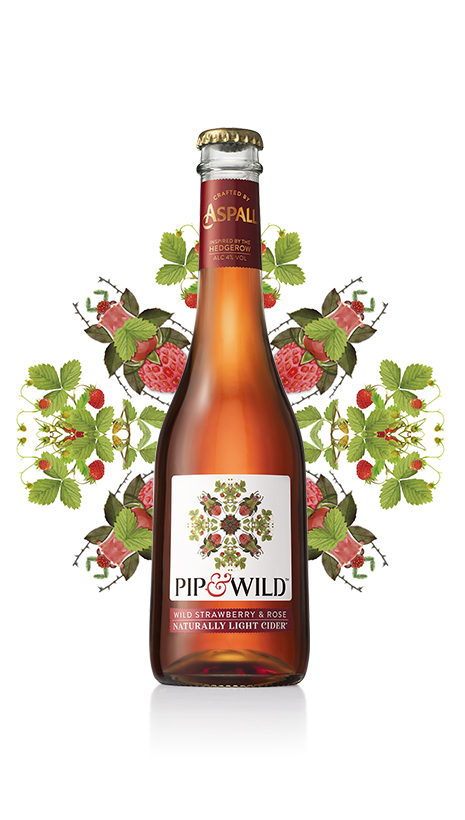 CRAFTED BY
ASPALL
INSPIRED BY THE
HEDGEROW
ALC 4% VOL
PIP&WILD™
WILD STRAWBERRY & ROSE
NATURALLY LIGHT CIDER*